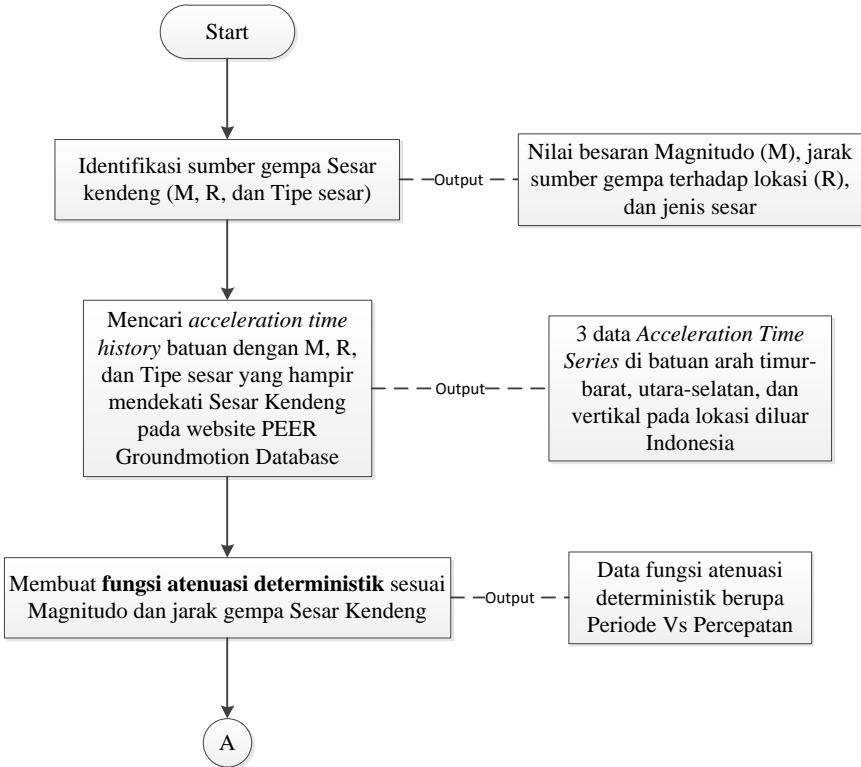 Start
Identifikasi sumber gempa Sesar
kendeng (M, R, dan Tipe sesar)
Output
Nilai besaran Magnitudo (M), jarak
sumber gempa terhadap lokasi (R),
dan jenis sesar
Mencari acceleration time
history batuan dengan M, R,
dan Tipe sesar yang hampir
mendekati Sesar Kendeng
pada website PEER
Groundmotion Database
Output
3 data Acceleration Time
Series di batuan arah timur-
barat, utara-selatan, dan
vertikal pada lokasi diluar
Indonesia
Membuat fungsi atenuasi deterministik sesuai
Magnitudo dan jarak gempa Sesar Kendeng
Output
Data fungsi atenuasi
deterministik berupa
Periode Vs Percepatan
A